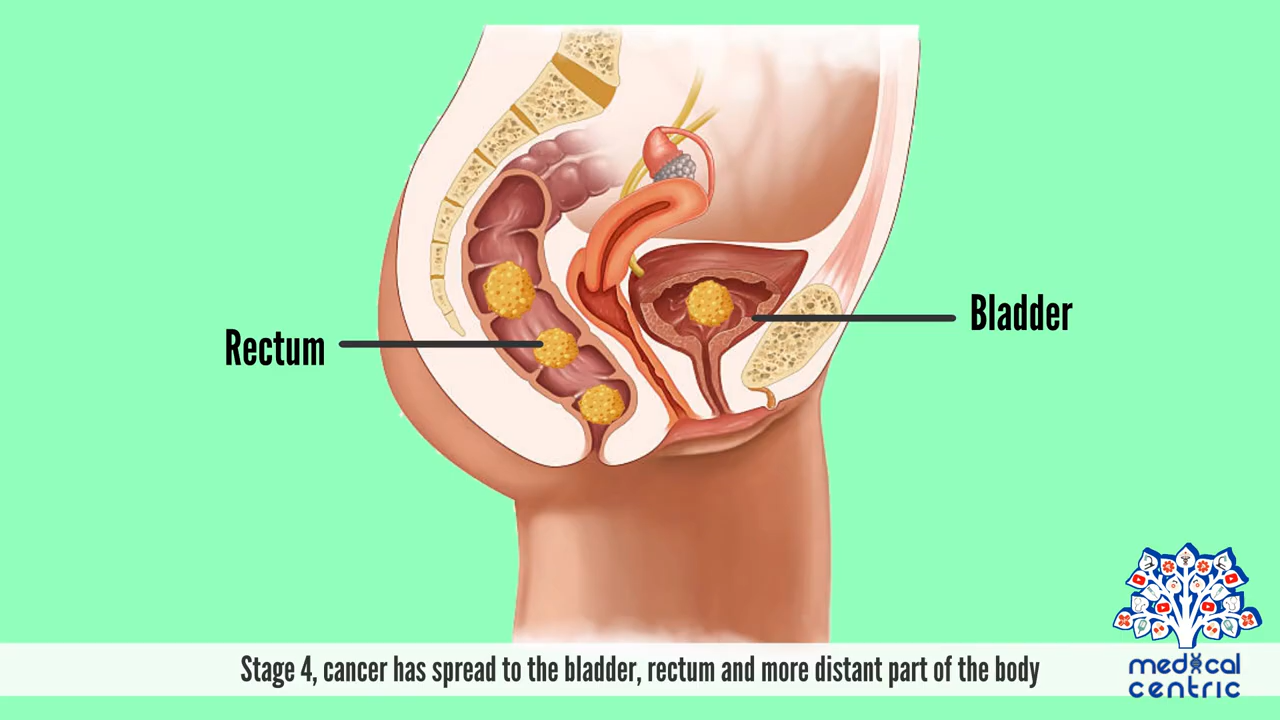 Bladder
Rectum
Stage 4, cancer has spread to the bladder, rectum and more distant part of the body
medical
centric